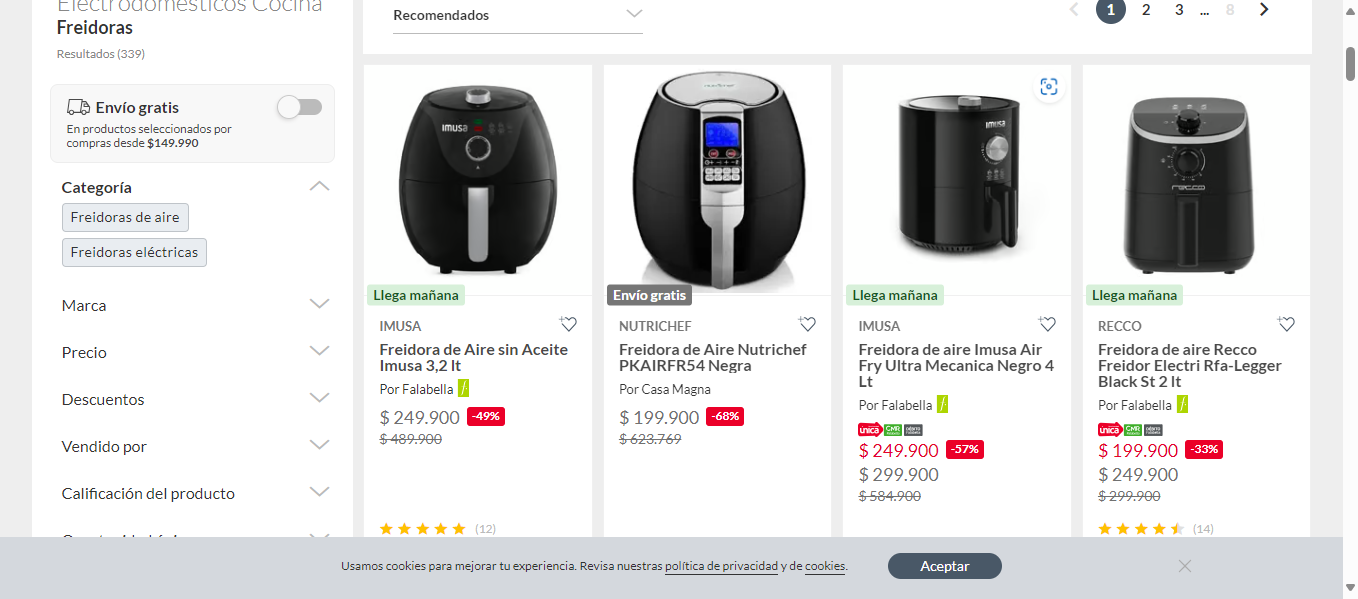 Electrodomésticos Cocina
Freidoras
Resultados (339)
Envío gratis
En productos seleccionados por
compras desde $149.990
Categoría
Freidoras de aire
Freidoras eléctricas
Marca
Precio
Descuentos
Vendido por
Calificación del producto
Recomendados
1 2 3 ... 8
IMUSA
Llega mañana
IMUSA
Freidora de Aire sin Aceite
Imusa 3,2 lt
Por Falabella
$ 249.900 -49%
$ 489.900
(12)
Envío gratis
NUTRICHEF
Freidora de Aire Nutrichef
PKAIRFR54 Negra
Por Casa Magna
$ 199.900 -68%
$ 623.769
IMUSA
Llega mañana
IMUSA
Freidora de aire Imusa Air
Fry Ultra Mecanica Negro 4
Lt
Por Falabella
unica CMR
$ 249.900 -57%
$ 299.900
$ 584.900
recco
Llega mañana
RECCO
Freidora de aire Recco
Freidor Electri Rfa-Legger
Black St 2 lt
Por Falabella
unica CMR
$ 199.900 -33%
$ 249.900
$ 299.900
(14)
Usamos cookies para mejorar tu experiencia. Revisa nuestras política de privacidad y de cookies.
Aceptar